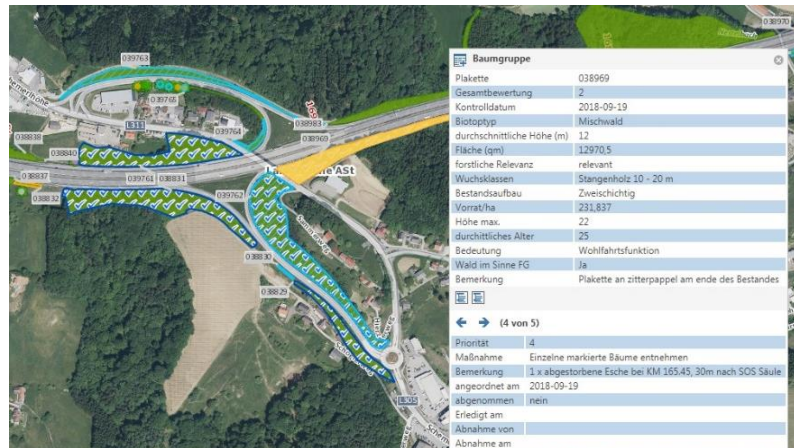 039763
Schemerlhöhe
039765
L311
038838
038840
039764
038983
038969
038970
038837
039761
038831
038832
039762
038830
038829
L305
Baumgruppe
Plakette 038969
Gesamtbewertung 2
Kontrolldatum 2018-09-19
Biotoptyp Mischwald
durchschnittliche Höhe (m) 12
Fläche (qm) 12970,5
forstliche Relevanz relevant
Wuchsklassen Stangenholz 10 - 20 m
Bestandsaufbau Zweischichtig
Vorrat/ha 231,837
Höhe max. 22
durchittliches Alter 25
Bedeutung Wohlfahrtsfunktion
Wald im Sinne FG Ja
Bemerkung Plakette an zitterpappel am ende des Bestandes
(4 von 5)
Priorität 4
Maßnahme Einzelne markierte Bäume entnehmen
Bemerkung 1 x abgestorbene Esche bei KM 165.45, 30m nach SOS Säule
angeordnet am 2018-09-19
abgenommen nein
Erledigt am
Abnahme von
Abnahme am